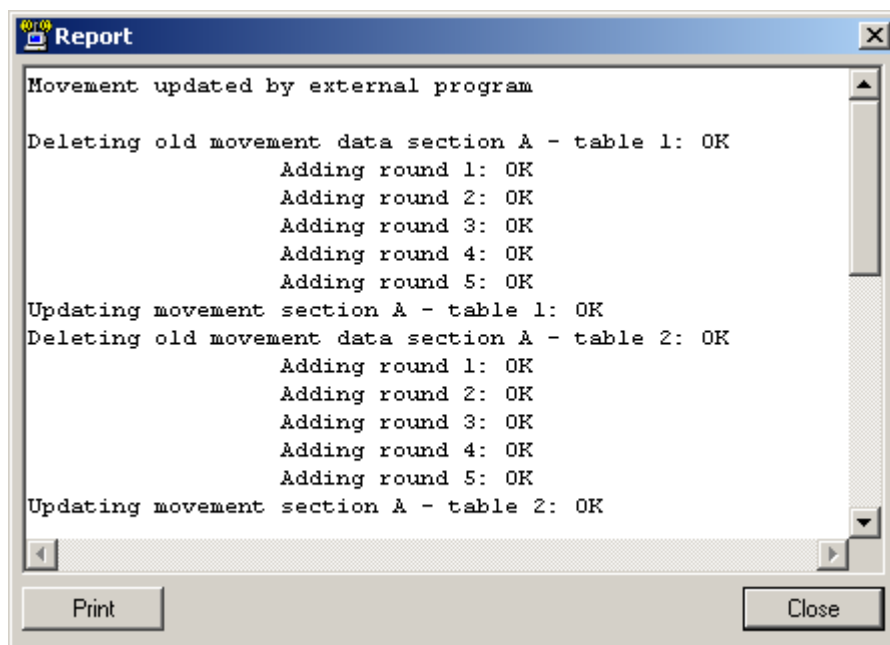 Report
Movement updated by external program
Deleting old movement data section A - table 1: OK
Adding round 1: OK
Adding round 2: OK
Adding round 3: OK
Adding round 4: OK
Adding round 5: OK
Updating movement section A - table 1: OK
Deleting old movement data section A - table 2: OK
Adding round 1: OK
Adding round 2: OK
Adding round 3: OK
Adding round 4: OK
Adding round 5: OK
Updating movement section A - table 2: OK
Print
Close